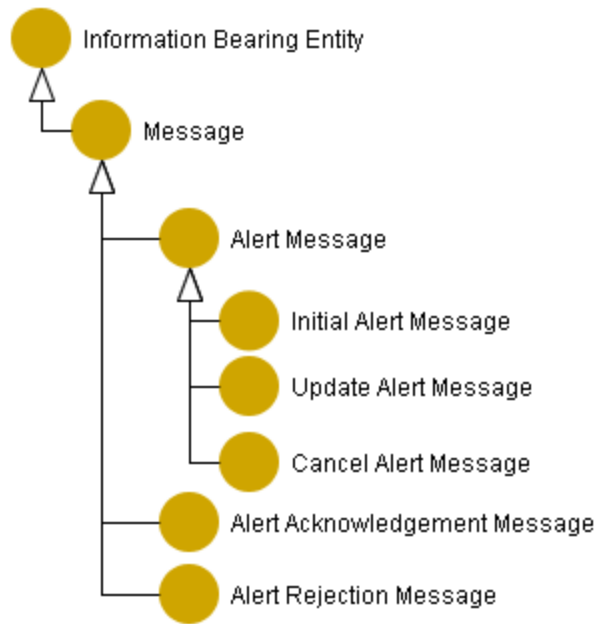 Information Bearing Entity
Message
Alert Message
Initial Alert Message
Update Alert Message
Cancel Alert Message
Alert Acknowledgement Message
Alert Rejection Message